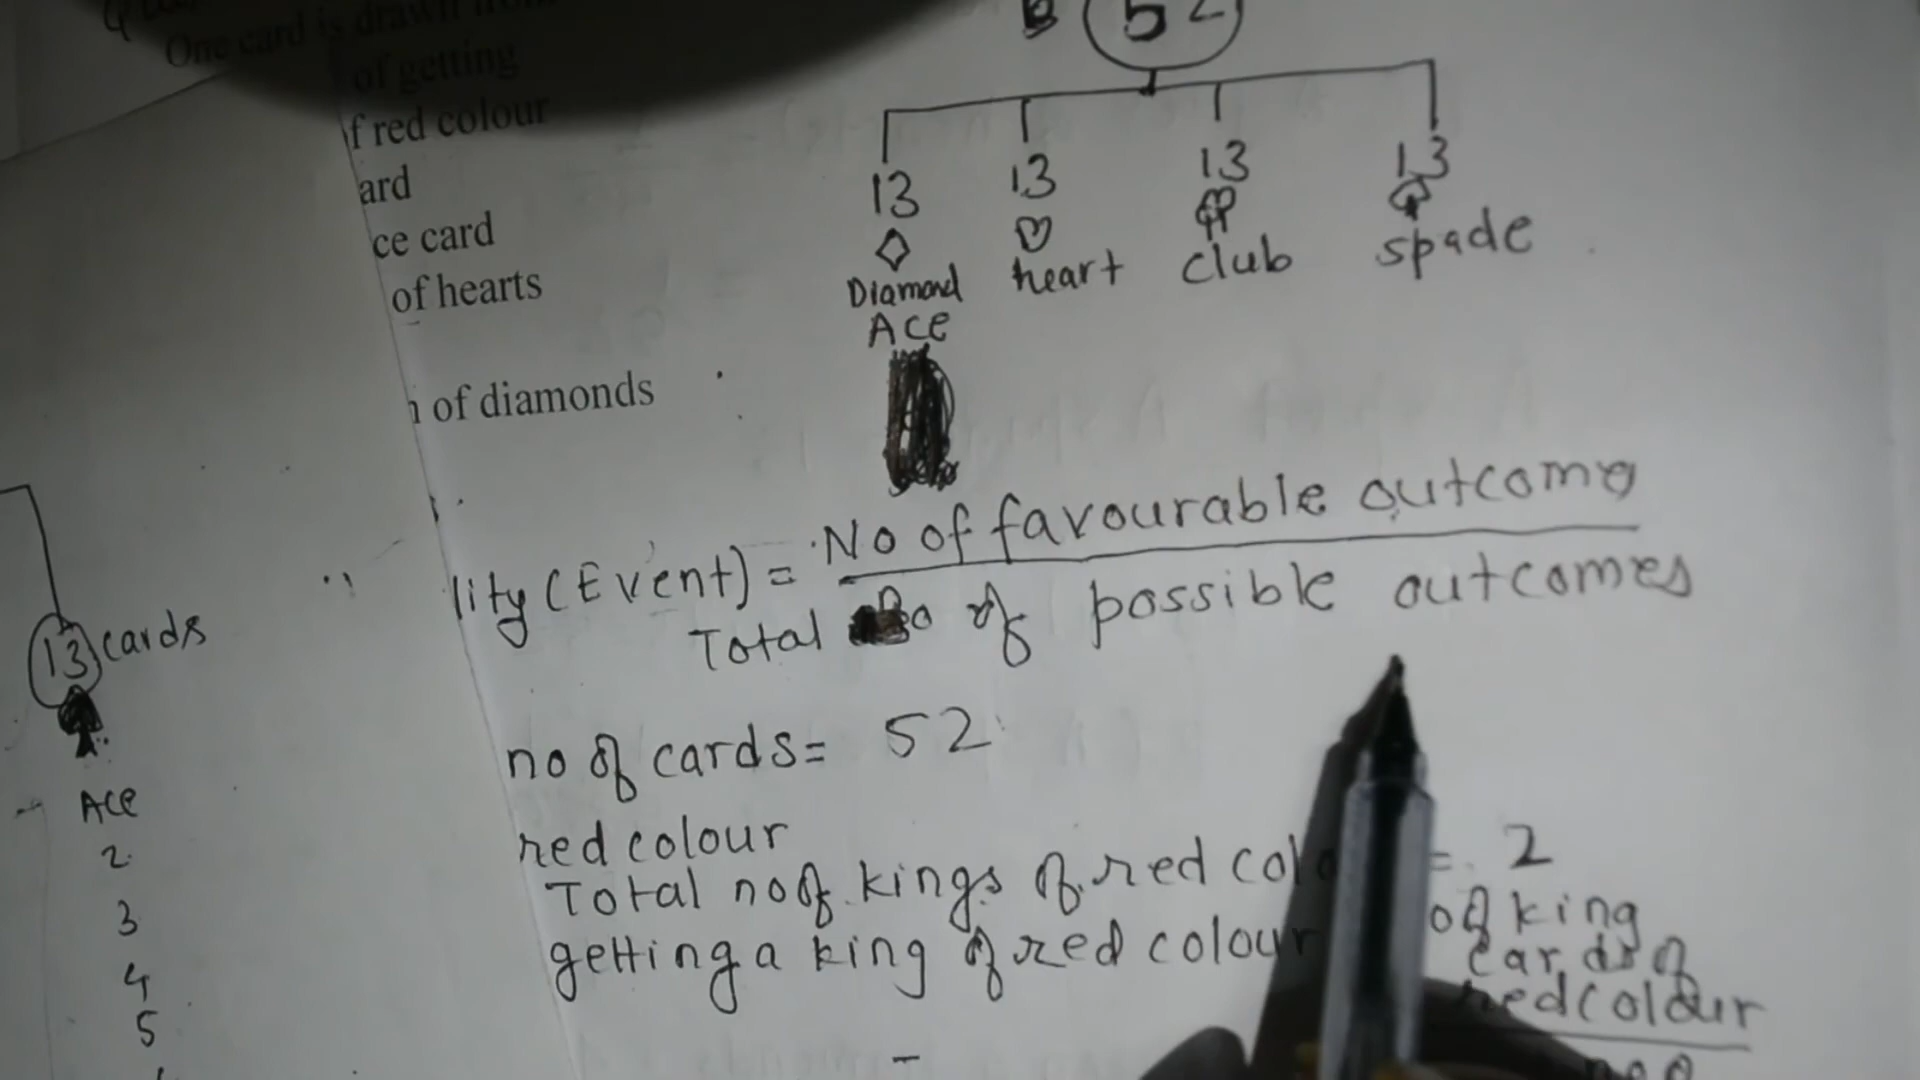 One card is drawn from
of getting
f red colour
ard
ce card
of hearts
of diamonds
52
13 13 13 13
Diamond heart club spade
Ace
lity (Event) = No of favourable outcome
Total no of possible outcomes
no of cards = 52
red colour
Total no of kings of red col = 2
getting a king of red colour of king
cards of
red colour
13 cards
Ace
2
3
4
5